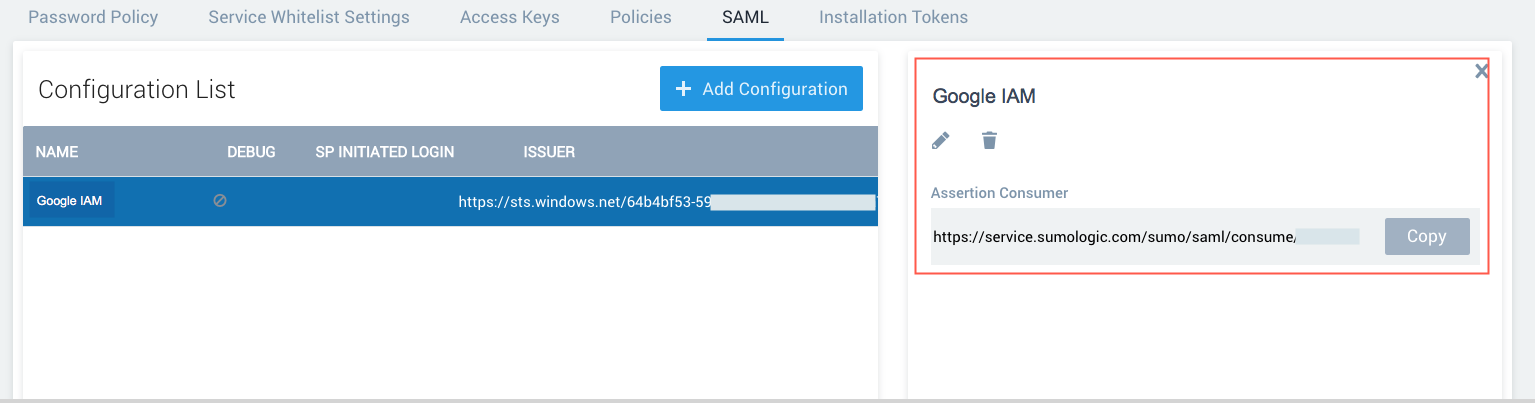 Password Policy Service Whitelist Settings Access Keys Policies SAML Installation Tokens
Configuration List
+ Add Configuration
NAME DEBUG SP INITIATED LOGIN ISSUER
Google IAM https://sts.windows.net/64b4bf53-59
Google IAM
Assertion Consumer
https://service.sumologic.com/sumo/saml/consume/ Copy